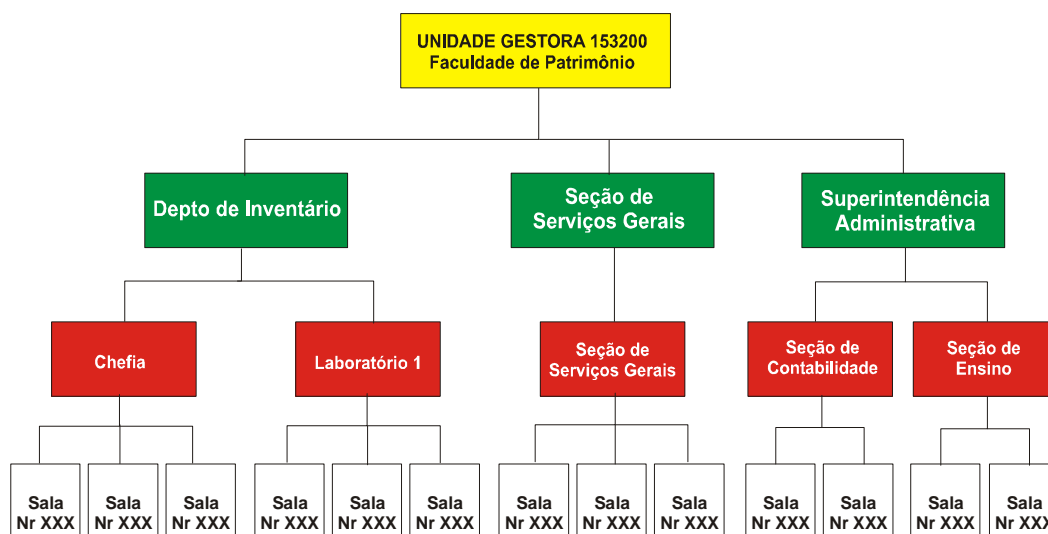 UNIDADE GESTORA 153200
Faculdade de Patrimônio
Depto de Inventário
Seção de
Serviços Gerais
Superintendência
Administrativa
Chefia
Laboratório 1
Seção de
Serviços Gerais
Seção de
Contabilidade
Seção de
Ensino
Sala
Nr XXX
Sala
Nr XXX
Sala
Nr XXX
Sala
Nr XXX
Sala
Nr XXX
Sala
Nr XXX
Sala
Nr XXX
Sala
Nr XXX
Sala
Nr XXX
Sala
Nr XXX
Sala
Nr XXX
Sala
Nr XXX
Sala
Nr XXX